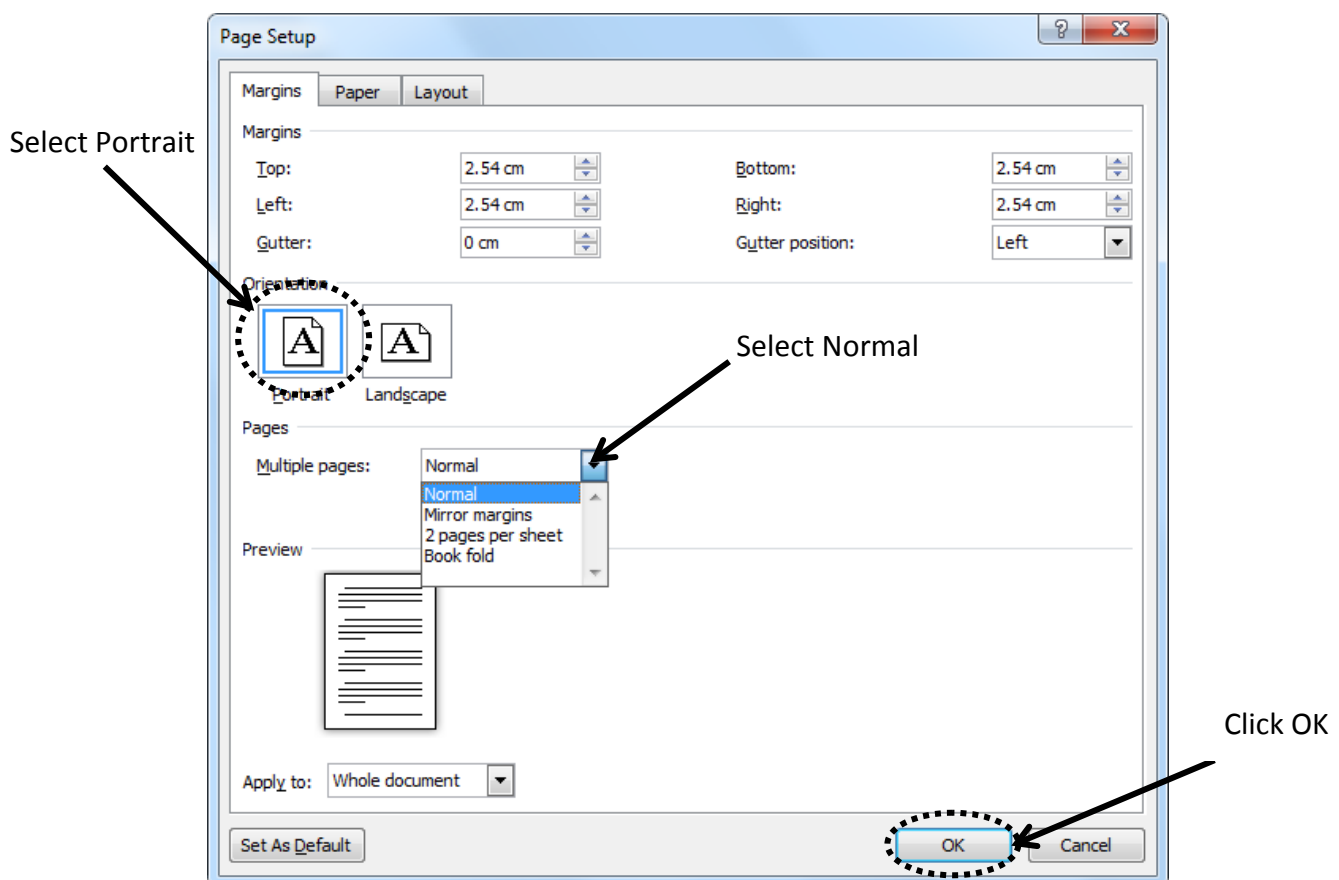 Page Setup
Margins Paper Layout
Select Portrait
Margins
Top: 2.54 cm Bottom: 2.54 cm
Left: 2.54 cm Right: 2.54 cm
Gutter: 0 cm Gutter position: Left
Orientation
A A
Select Normal
Portrait Landscape
Pages
Multiple pages: Normal
Normal
Mirror margins
2 pages per sheet
Book fold
Preview
Click OK
Apply to: Whole document
Set As Default OK Cancel